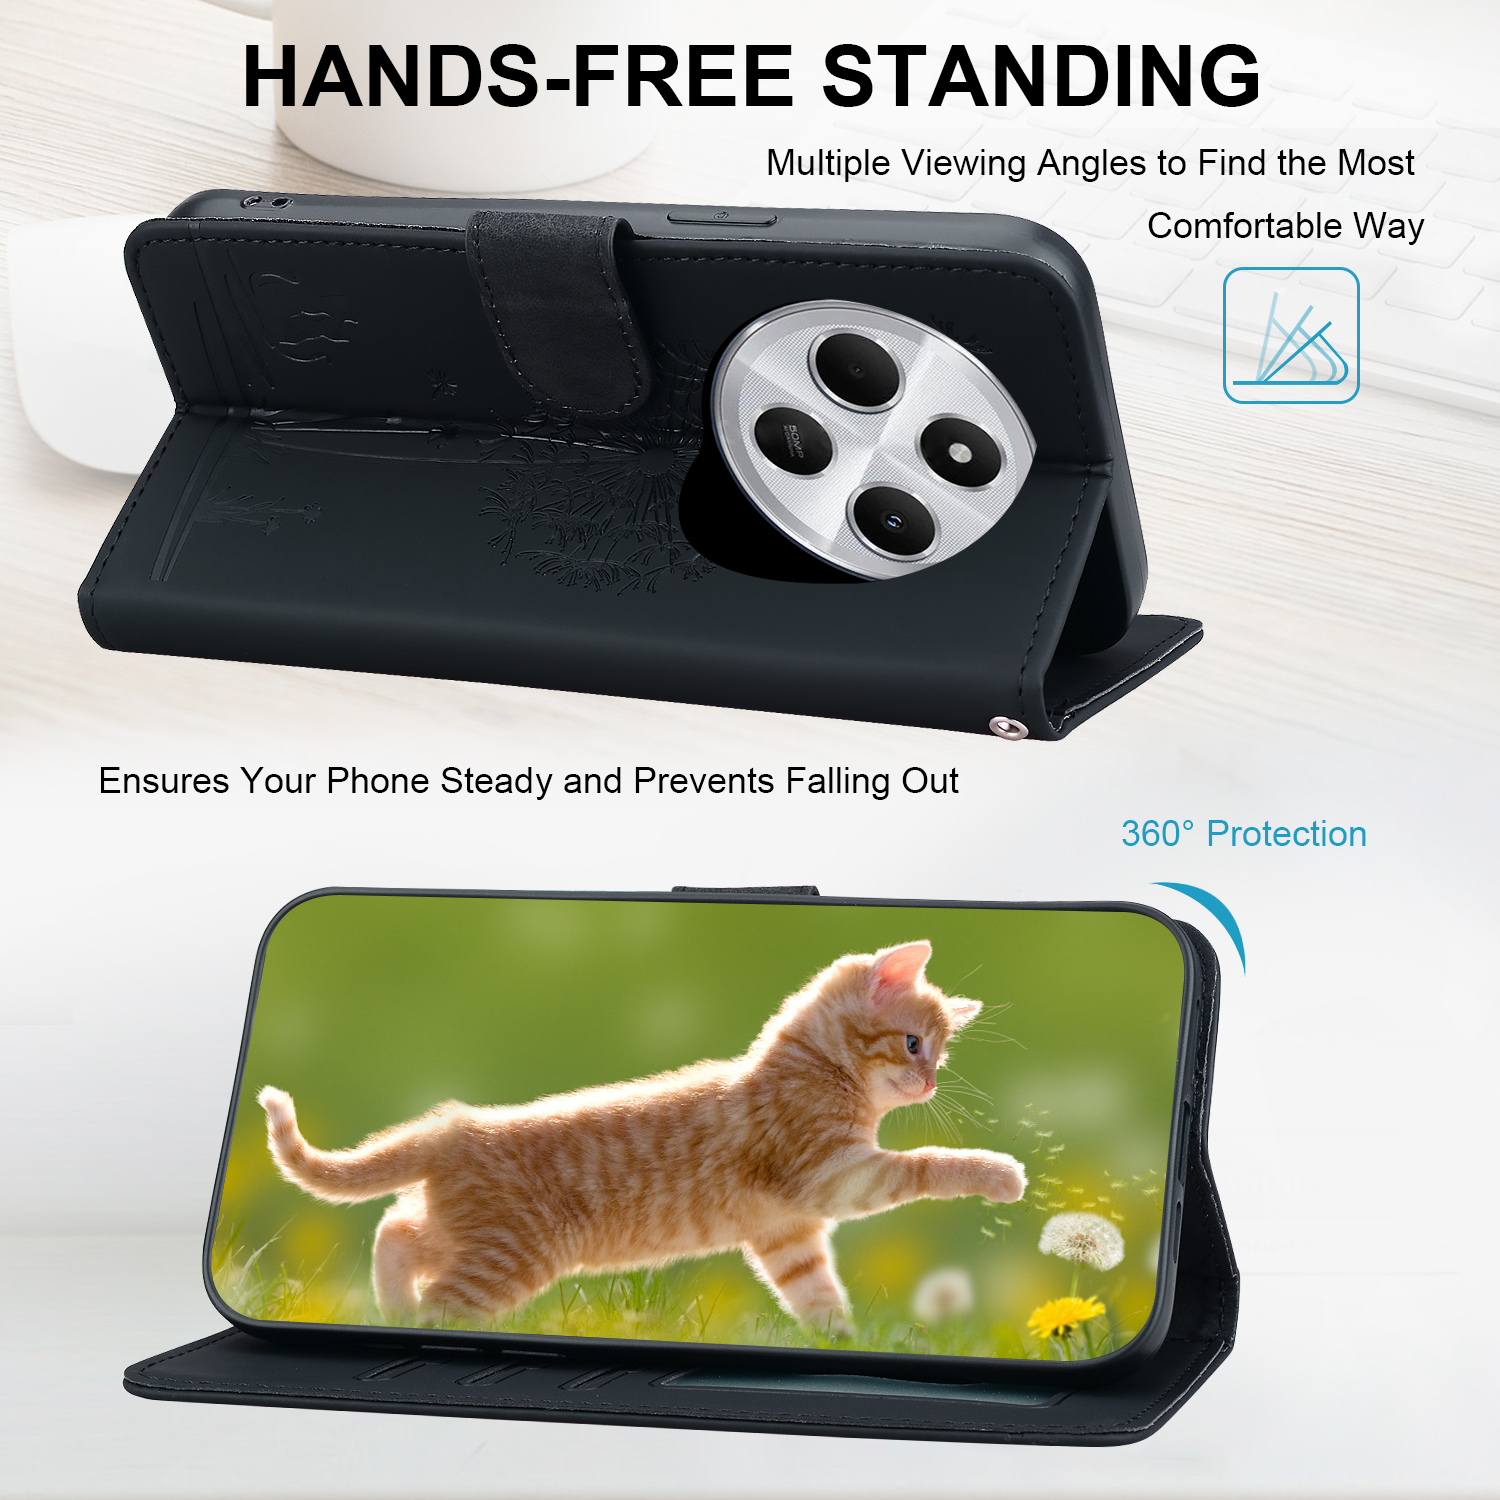 HANDS-FREE STANDING
Multiple Viewing Angles to Find the Most
Comfortable Way
50MP
Ensures Your Phone Steady and Prevents Falling Out
360° Protection